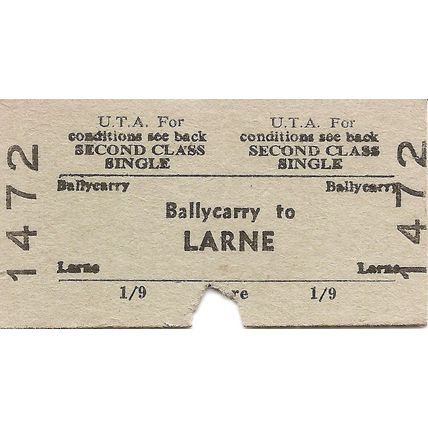 U.T.A. For U.T.A. For
conditions see back conditions see back
SECOND CLASS SECOND CLASS
SINGLE SINGLE
Ballycarry Ballycarry
Ballycarry to
LARNE
Larne Larne
1/9 re 1/9
1472 1472